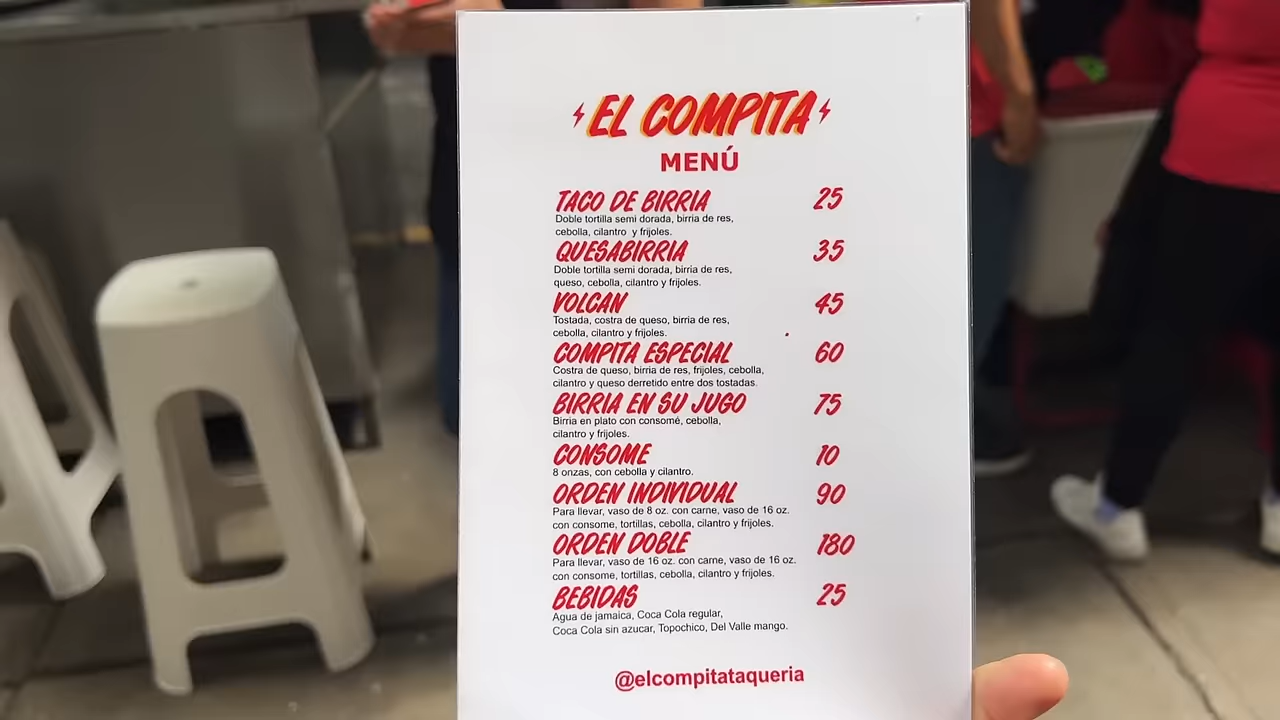 EL COMPITA
MENÚ
TACO DE BIRRIA 25
Doble tortilla semi dorada, birria de res,
cebolla, cilantro y frijoles.
QUESABIRRIA 35
Doble tortilla semi dorada, birria de res,
queso, cebolla, cilantro y frijoles.
VOLCAN 45
Tostada, costra de queso, birria de res,
cebolla, cilantro y frijoles.
COMPITA ESPECIAL 60
Costra de queso, birria de res, frijoles, cebolla,
cilantro y queso derretido entre dos tostadas.
BIRRIA EN SU JUGO 75
Birria en plato con consomé, cebolla,
cilantro y frijoles.
CONSOME 10
8 onzas, con cebolla y cilantro.
ORDEN INDIVIDUAL 90
Para llevar, vaso de 8 oz. con carne, vaso de 16 oz.
con consome, tortillas, cebolla, cilantro y frijoles.
ORDEN DOBLE 180
Para llevar, vaso de 16 oz. con carne, vaso de 16 oz.
con consome, tortillas, cebolla, cilantro y frijoles.
BEBIDAS 25
Agua de jamaica, Coca Cola regular,
Coca Cola sin azucar, Topochico, Del Valle mango.
@elcompitataqueria